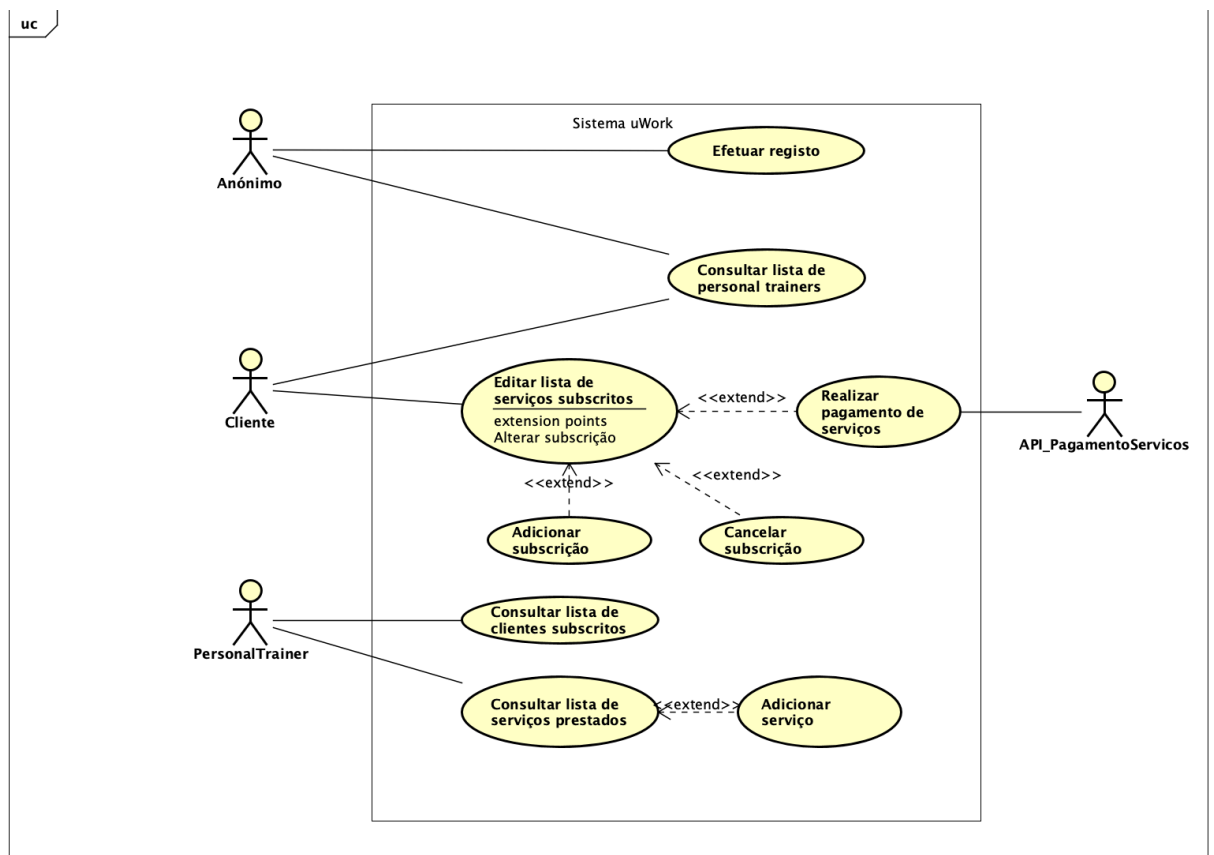 uc
Sistema uWork
Efetuar registo
Anónimo
Consultar lista de
personal trainers
Cliente
Editar lista de
serviços subscritos
extension points
Alterar subscrição
<<extend>>
Realizar
pagamento de
serviços
API_PagamentoServicos
<<extend>>
<<extend>>
Adicionar
subscrição
Cancelar
subscrição
PersonalTrainer
Consultar lista de
clientes subscritos
Consultar lista de
serviços prestados
<<extend>>
Adicionar
serviço